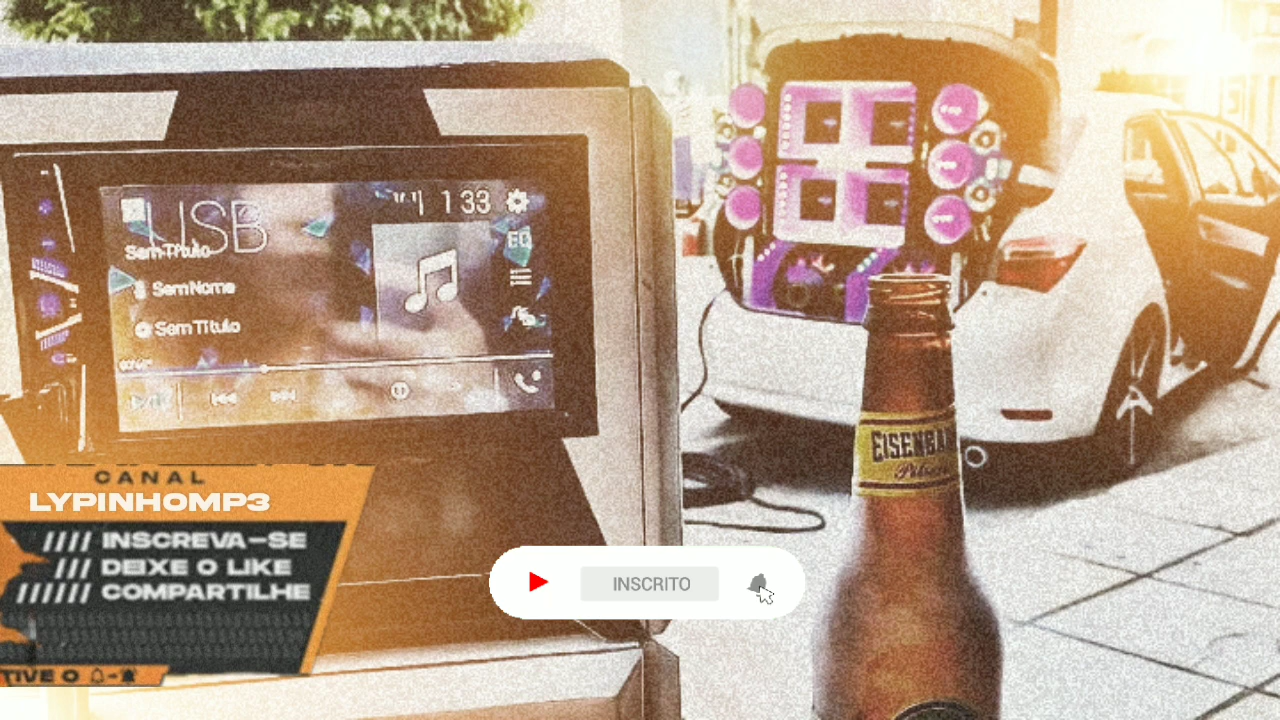 USB
1 33
EQ
Sem Título
Sem Nome
Sem Título
EISENBA
Pilsen
CANAL
LYPINHOMP3
//// INSCREVA-SE
/// DEIXE O LIKE
////// COMPARTILHE
TIVE O
INSCRITO